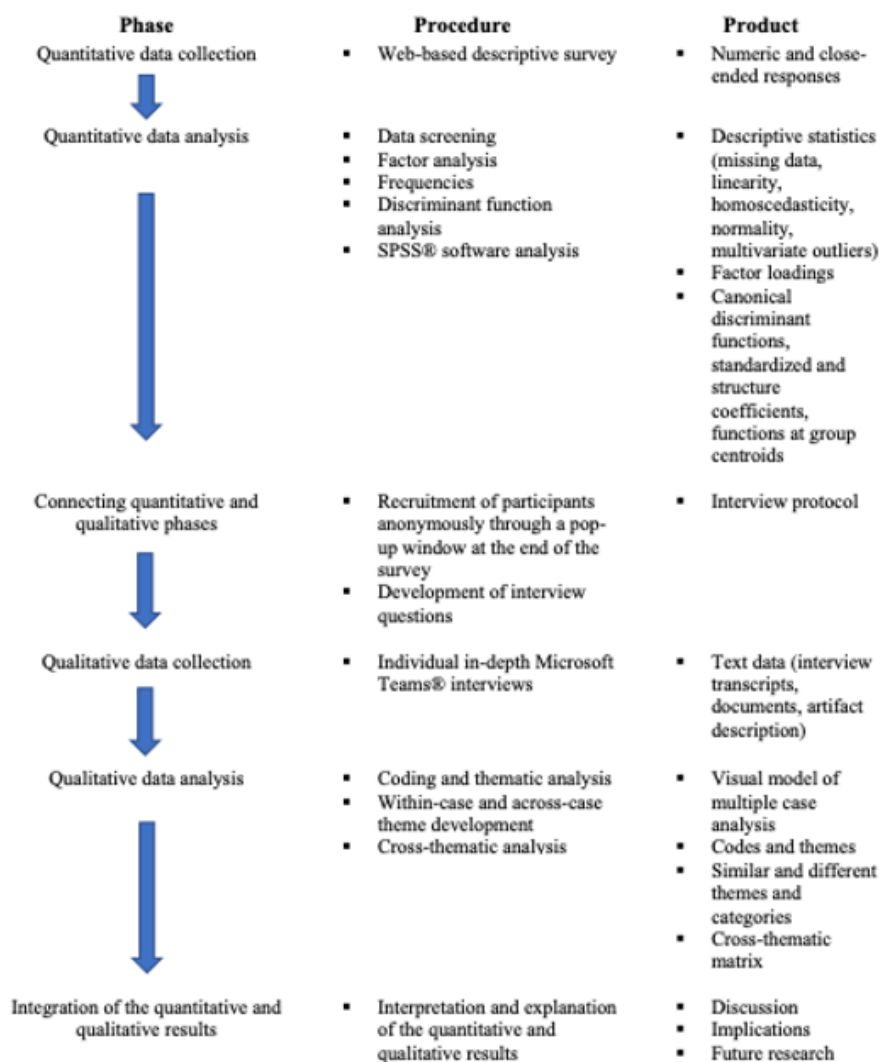 Phase Procedure Product
Quantitative data collection
▪ Web-based descriptive survey
▪ Numeric and close-
ended responses
Quantitative data analysis
▪ Data screening
▪ Factor analysis
▪ Frequencies
▪ Discriminant function
analysis
▪ SPSS® software analysis
▪ Descriptive statistics
(missing data,
linearity,
homoscedasticity,
normality,
multivariate outliers)
▪ Factor loadings
▪ Canonical
discriminant
functions,
standardized and
structure
coefficients,
functions at group
centroids
Connecting quantitative and
qualitative phases
▪ Recruitment of participants
anonymously through a pop-
up window at the end of the
survey
▪ Development of interview
questions
▪ Interview protocol
Qualitative data collection
▪ Individual in-depth Microsoft
Teams® interviews
▪ Text data (interview
transcripts,
documents, artifact
description)
Qualitative data analysis
▪ Coding and thematic analysis
▪ Within-case and across-case
theme development
▪ Cross-thematic analysis
▪ Visual model of
multiple case
analysis
▪ Codes and themes
▪ Similar and different
themes and
categories
▪ Cross-thematic
matrix
Integration of the quantitative and
qualitative results
▪ Interpretation and explanation
of the quantitative and
qualitative results
▪ Discussion
▪ Implications
▪ Future research